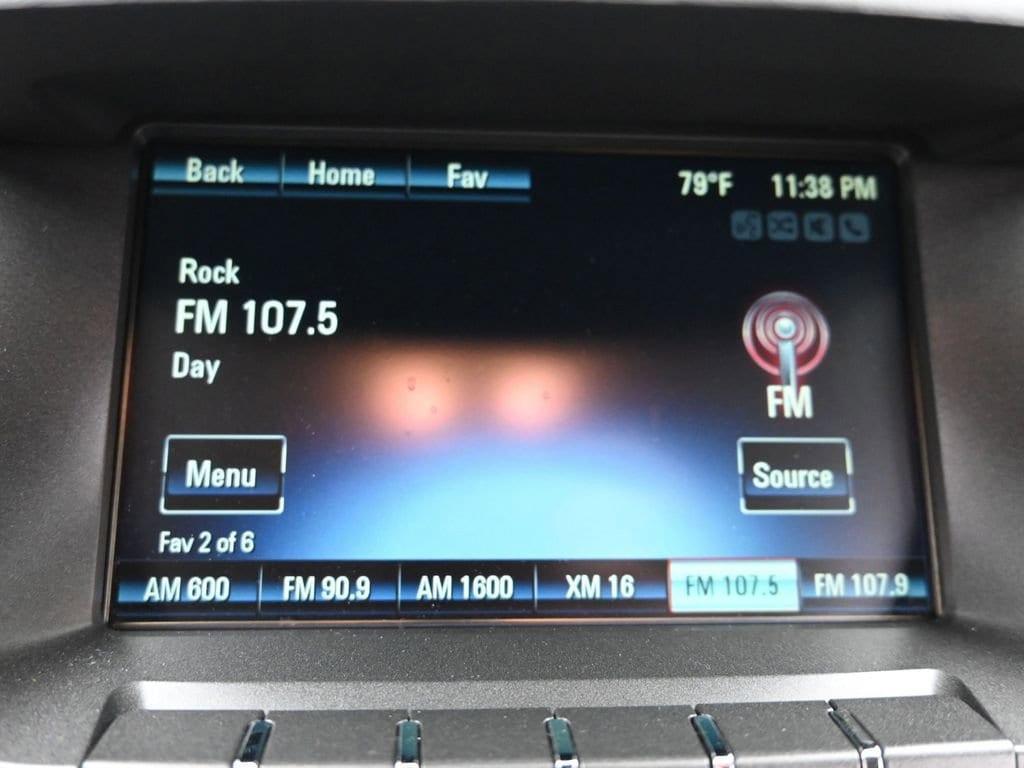 Back Home Fav 79°F 11:38 PM
Rock
FM 107.5
Day
FM
Menu Source
Fav 2 of 6
AM 600 FM 90.9 AM 1600 XM 16 FM 107.5 FM 107.9